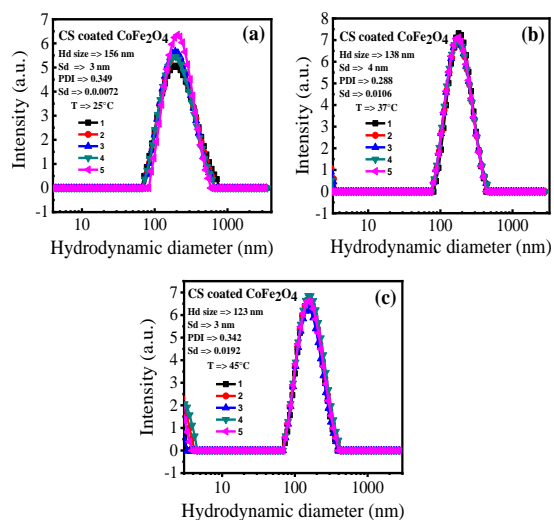 CS coated CoFe2O4
(a)
Hd size => 156 nm
Sd => 3 nm
PDI => 0.349
Sd => 0.0.0072
T => 25°C
1
2
3
4
5
7
6
5
4
3
2
1
0
-1
Intensity (a.u.)
10 100 1000
Hydrodynamic diameter (nm)
CS coated CoFe2O4
(b)
Hd size => 138 nm
Sd => 4 nm
PDI => 0.288
Sd => 0.0106
T => 37°C
1
2
3
4
5
8
7
6
5
4
3
2
1
0
-1
Intensity (a.u.)
10 100 1000
Hydrodynamic diameter (nm)
CS coated CoFe2O4
(c)
Hd size => 123 nm
Sd => 3 nm
PDI => 0.342
Sd => 0.0192
T => 45°C
1
2
3
4
5
7
6
5
4
3
2
1
0
-1
Intensity (a.u.)
10 100 1000
Hydrodynamic diameter (nm)